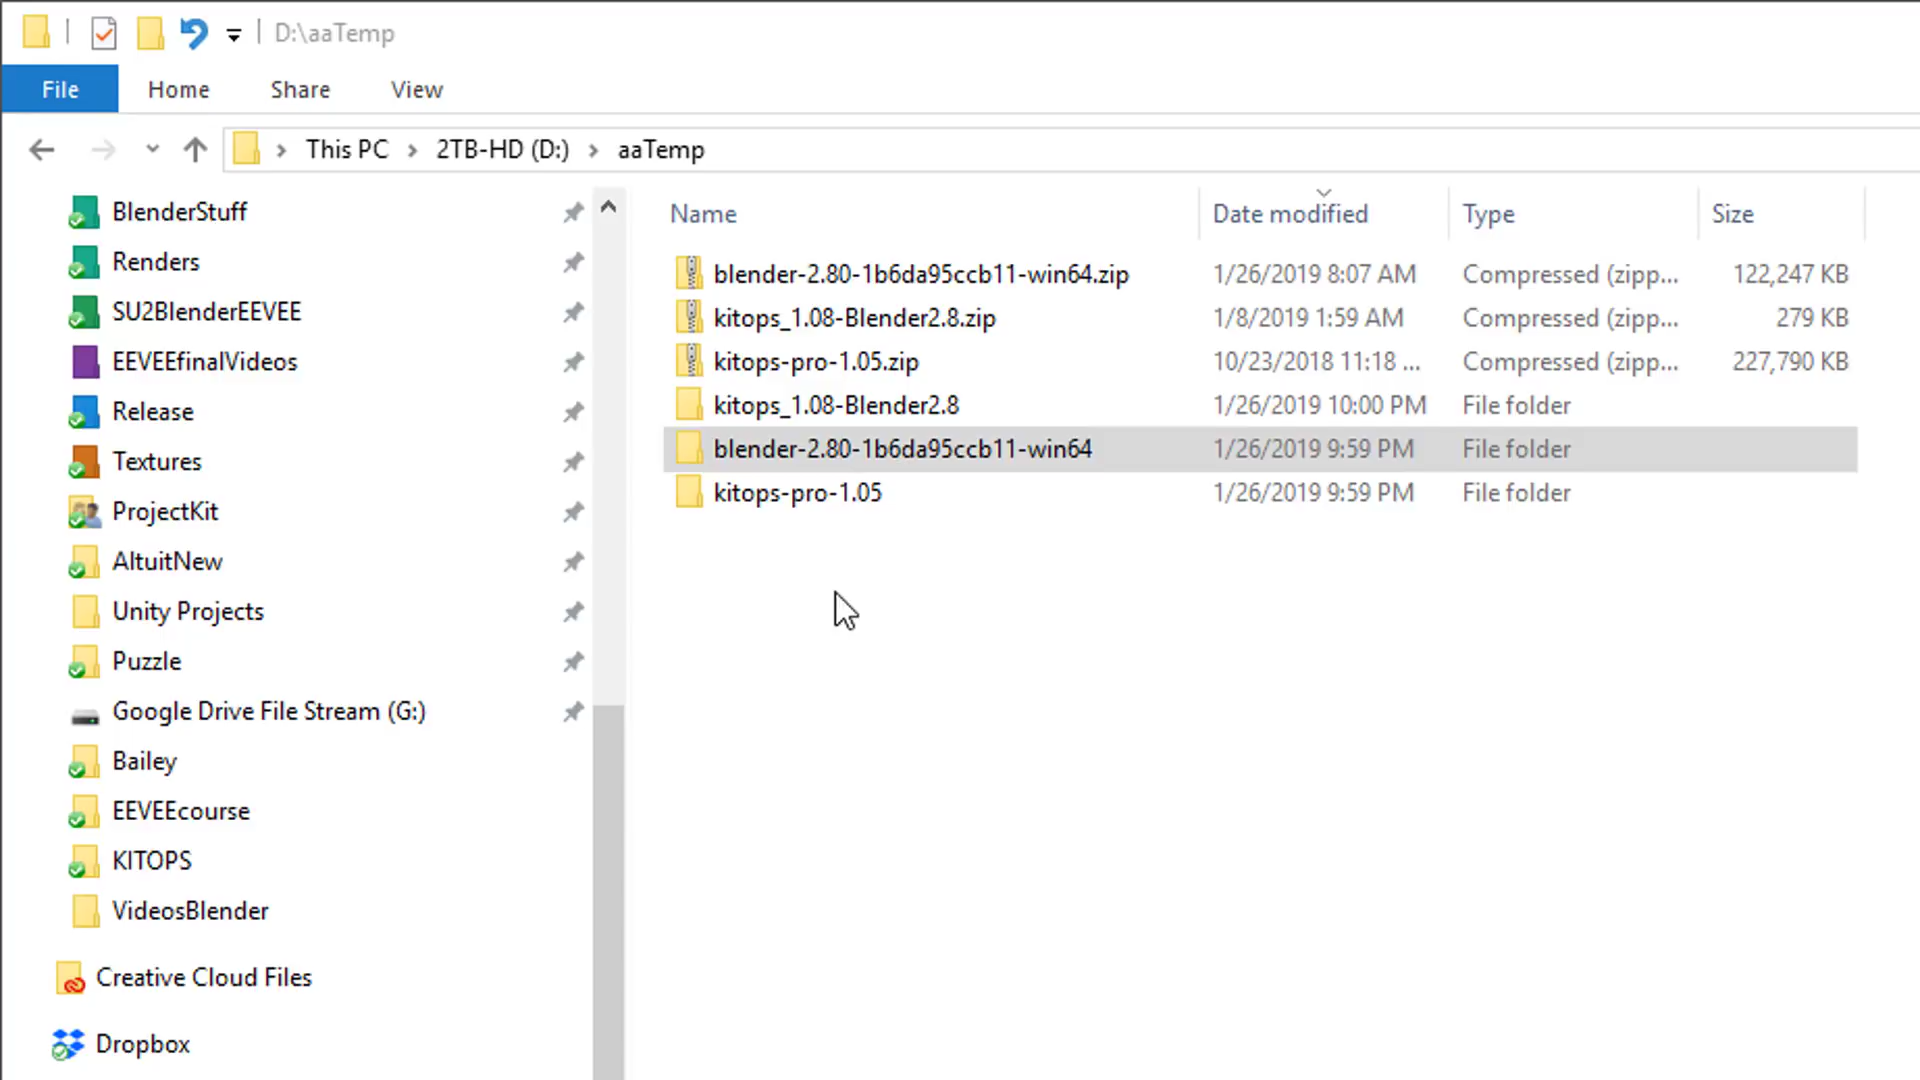 D:\aaTemp
File Home Share View
This PC 2TB-HD (D:) aaTemp
BlenderStuff
Renders
SU2BlenderEEVEE
EEVEEfinalVideos
Release
Textures
ProjectKit
AltuitNew
Unity Projects
Puzzle
Google Drive File Stream (G:)
Bailey
EEVEEcourse
KITOPS
VideosBlender
Creative Cloud Files
Dropbox
Name Date modified Type Size
blender-2.80-1b6da95ccb11-win64.zip 1/26/2019 8:07 AM Compressed (zipp... 122,247 KB
kitops_1.08-Blender2.8.zip 1/8/2019 1:59 AM Compressed (zipp... 279 KB
kitops-pro-1.05.zip 10/23/2018 11:18 ... Compressed (zipp... 227,790 KB
kitops_1.08-Blender2.8 1/26/2019 10:00 PM File folder
blender-2.80-1b6da95ccb11-win64 1/26/2019 9:59 PM File folder
kitops-pro-1.05 1/26/2019 9:59 PM File folder